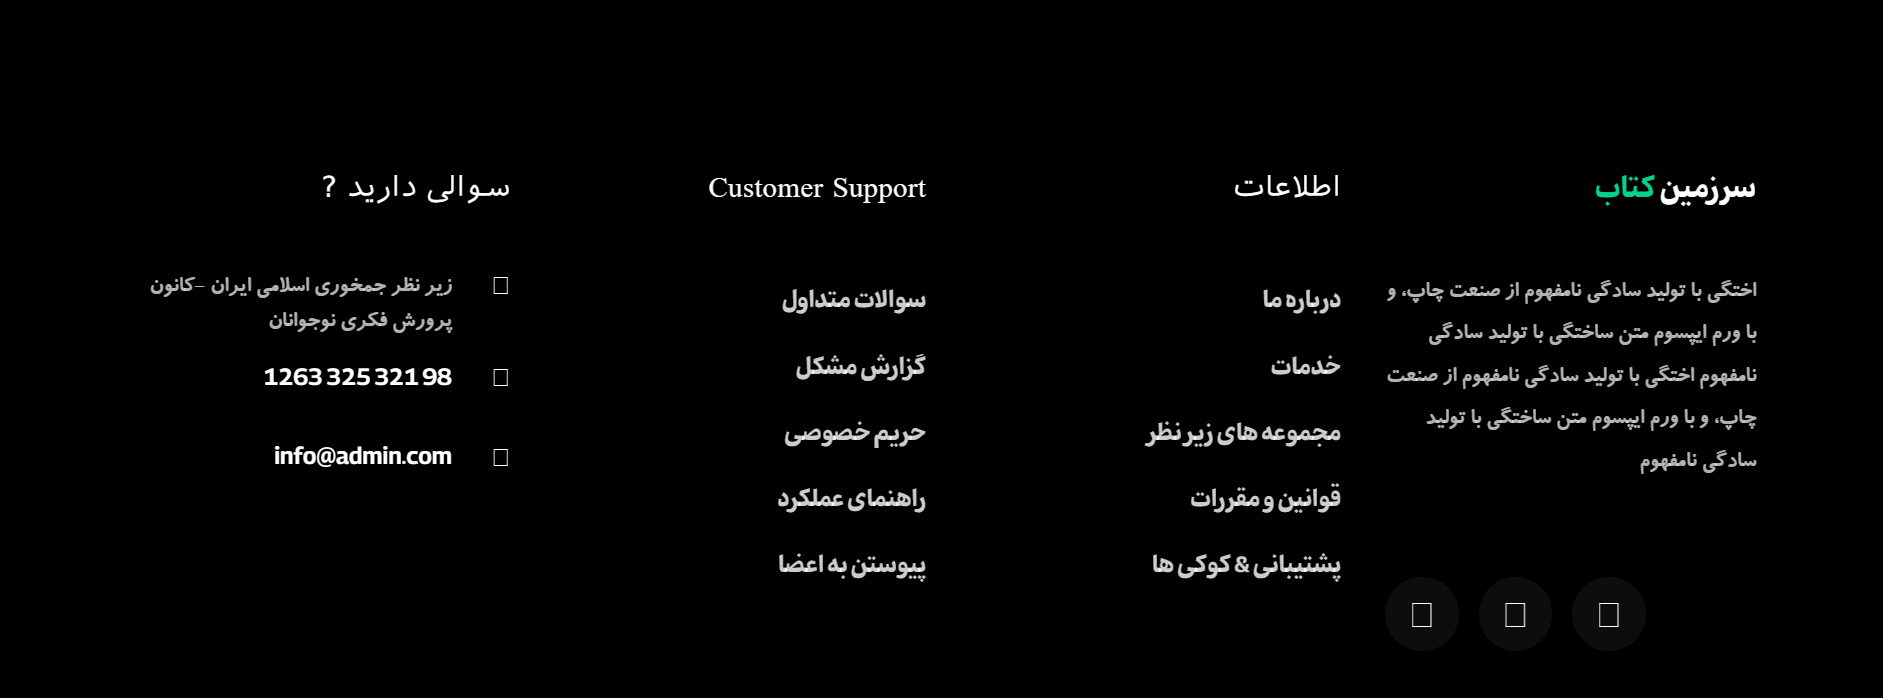 سرزمین کتاب
اختگی با تولید سادگی نامفهوم از صنعت چاپ، و
با ورم ایپسوم متن ساختگی با تولید سادگی
نامفهوم اختگی با تولید سادگی نامفهوم از صنعت
چاپ، و با ورم ایپسوم متن ساختگی با تولید
سادگی نامفهوم
اطلاعات
درباره ما
خدمات
مجموعه های زیر نظر
قوانین و مقررات
پشتیبانی & کوکی ها
Customer Support
سوالات متداول
گزارش مشکل
حریم خصوصی
راهنمای عملکرد
پیوستن به اعضا
سوالی دارید ?
زیر نظر جمخوری اسلامی ایران –کانون
پرورش فکری نوجوانان
1263 325 321 98
info@admin.com